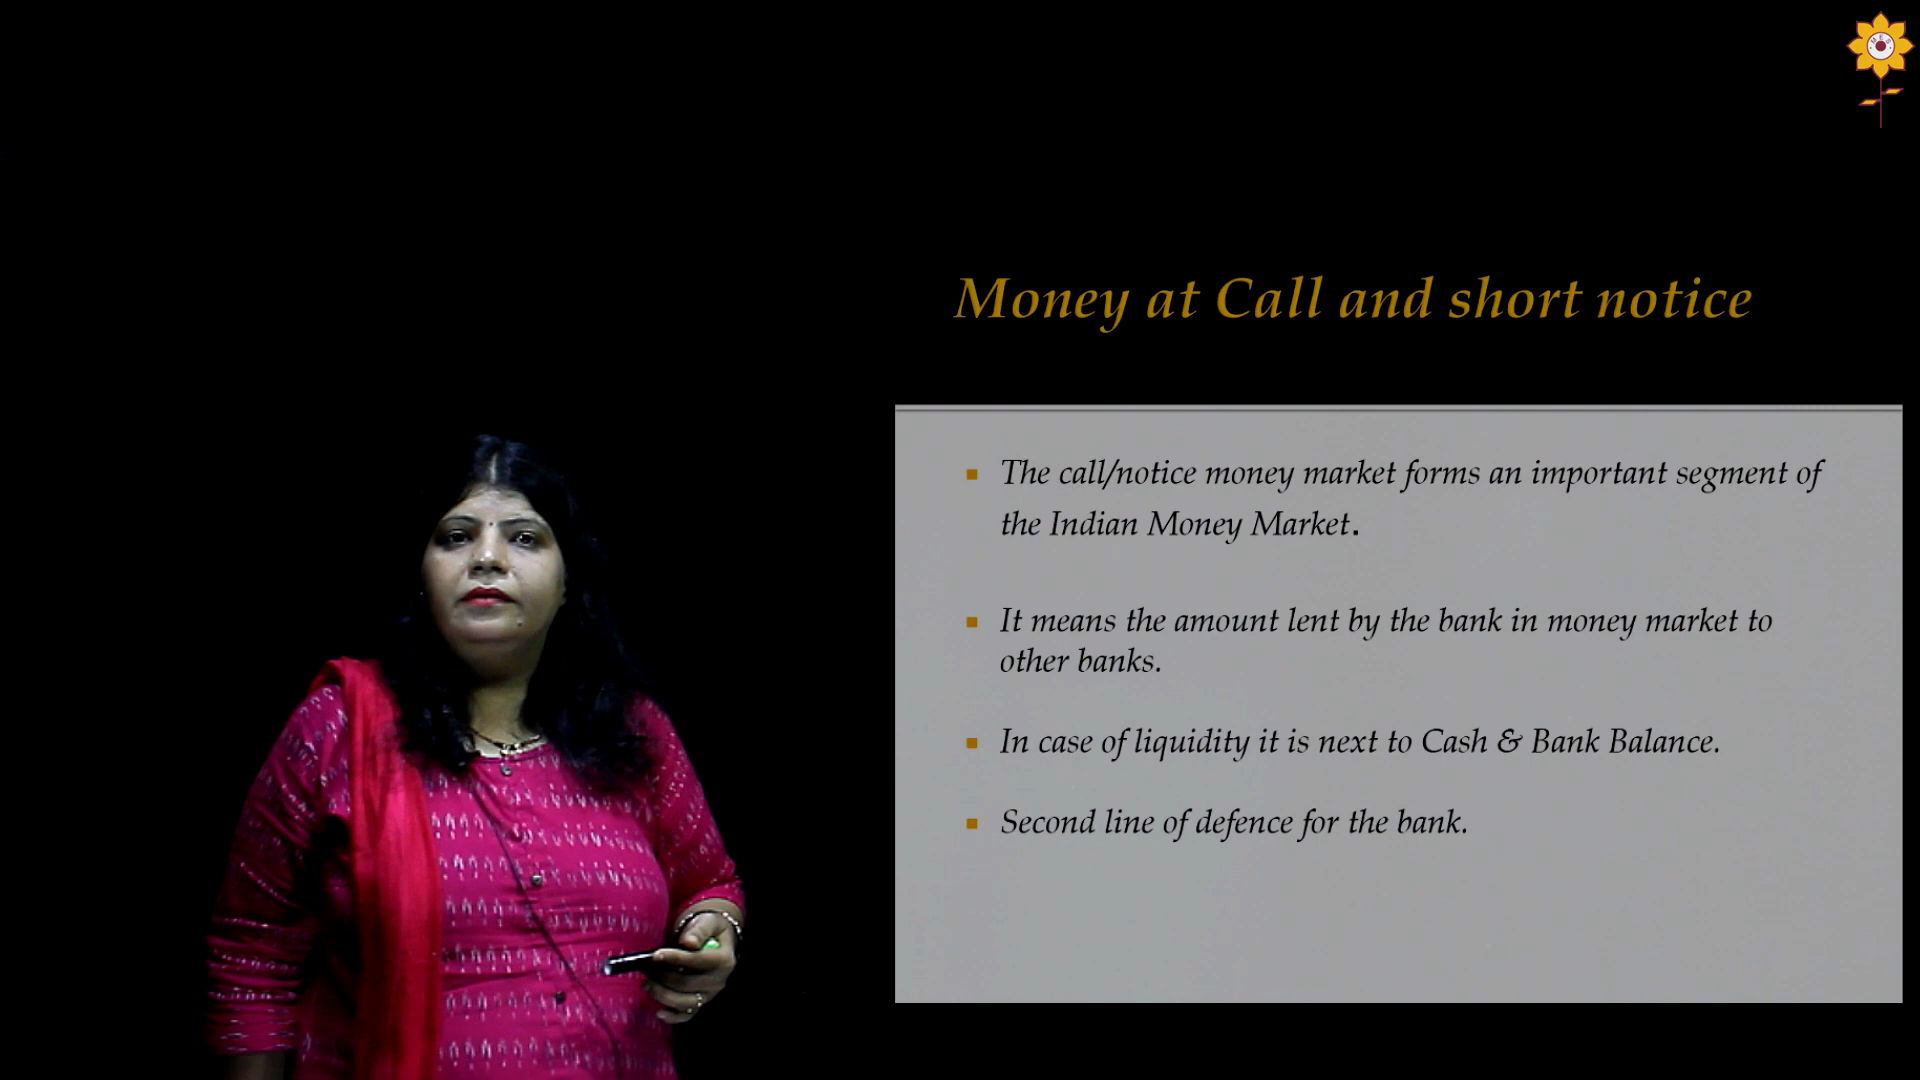 Money at Call and short notice
The call/notice money market forms an important segment of
the Indian Money Market.
It means the amount lent by the bank in money market to
other banks.
In case of liquidity it is next to Cash & Bank Balance.
Second line of defence for the bank.